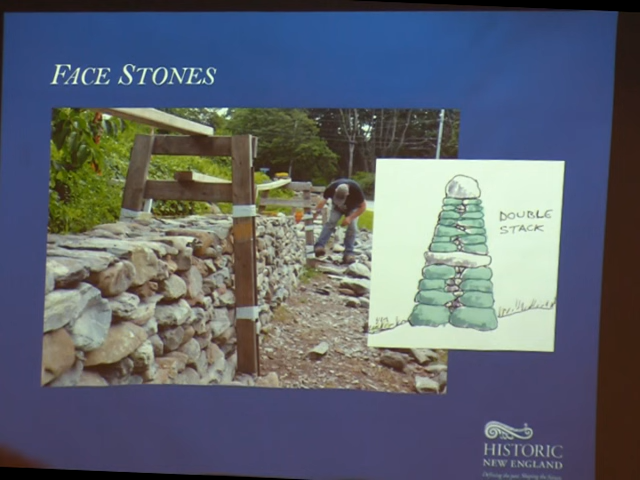 FACE STONES
DOUBLE
STACK
HISTORIC
NEW ENGLAND